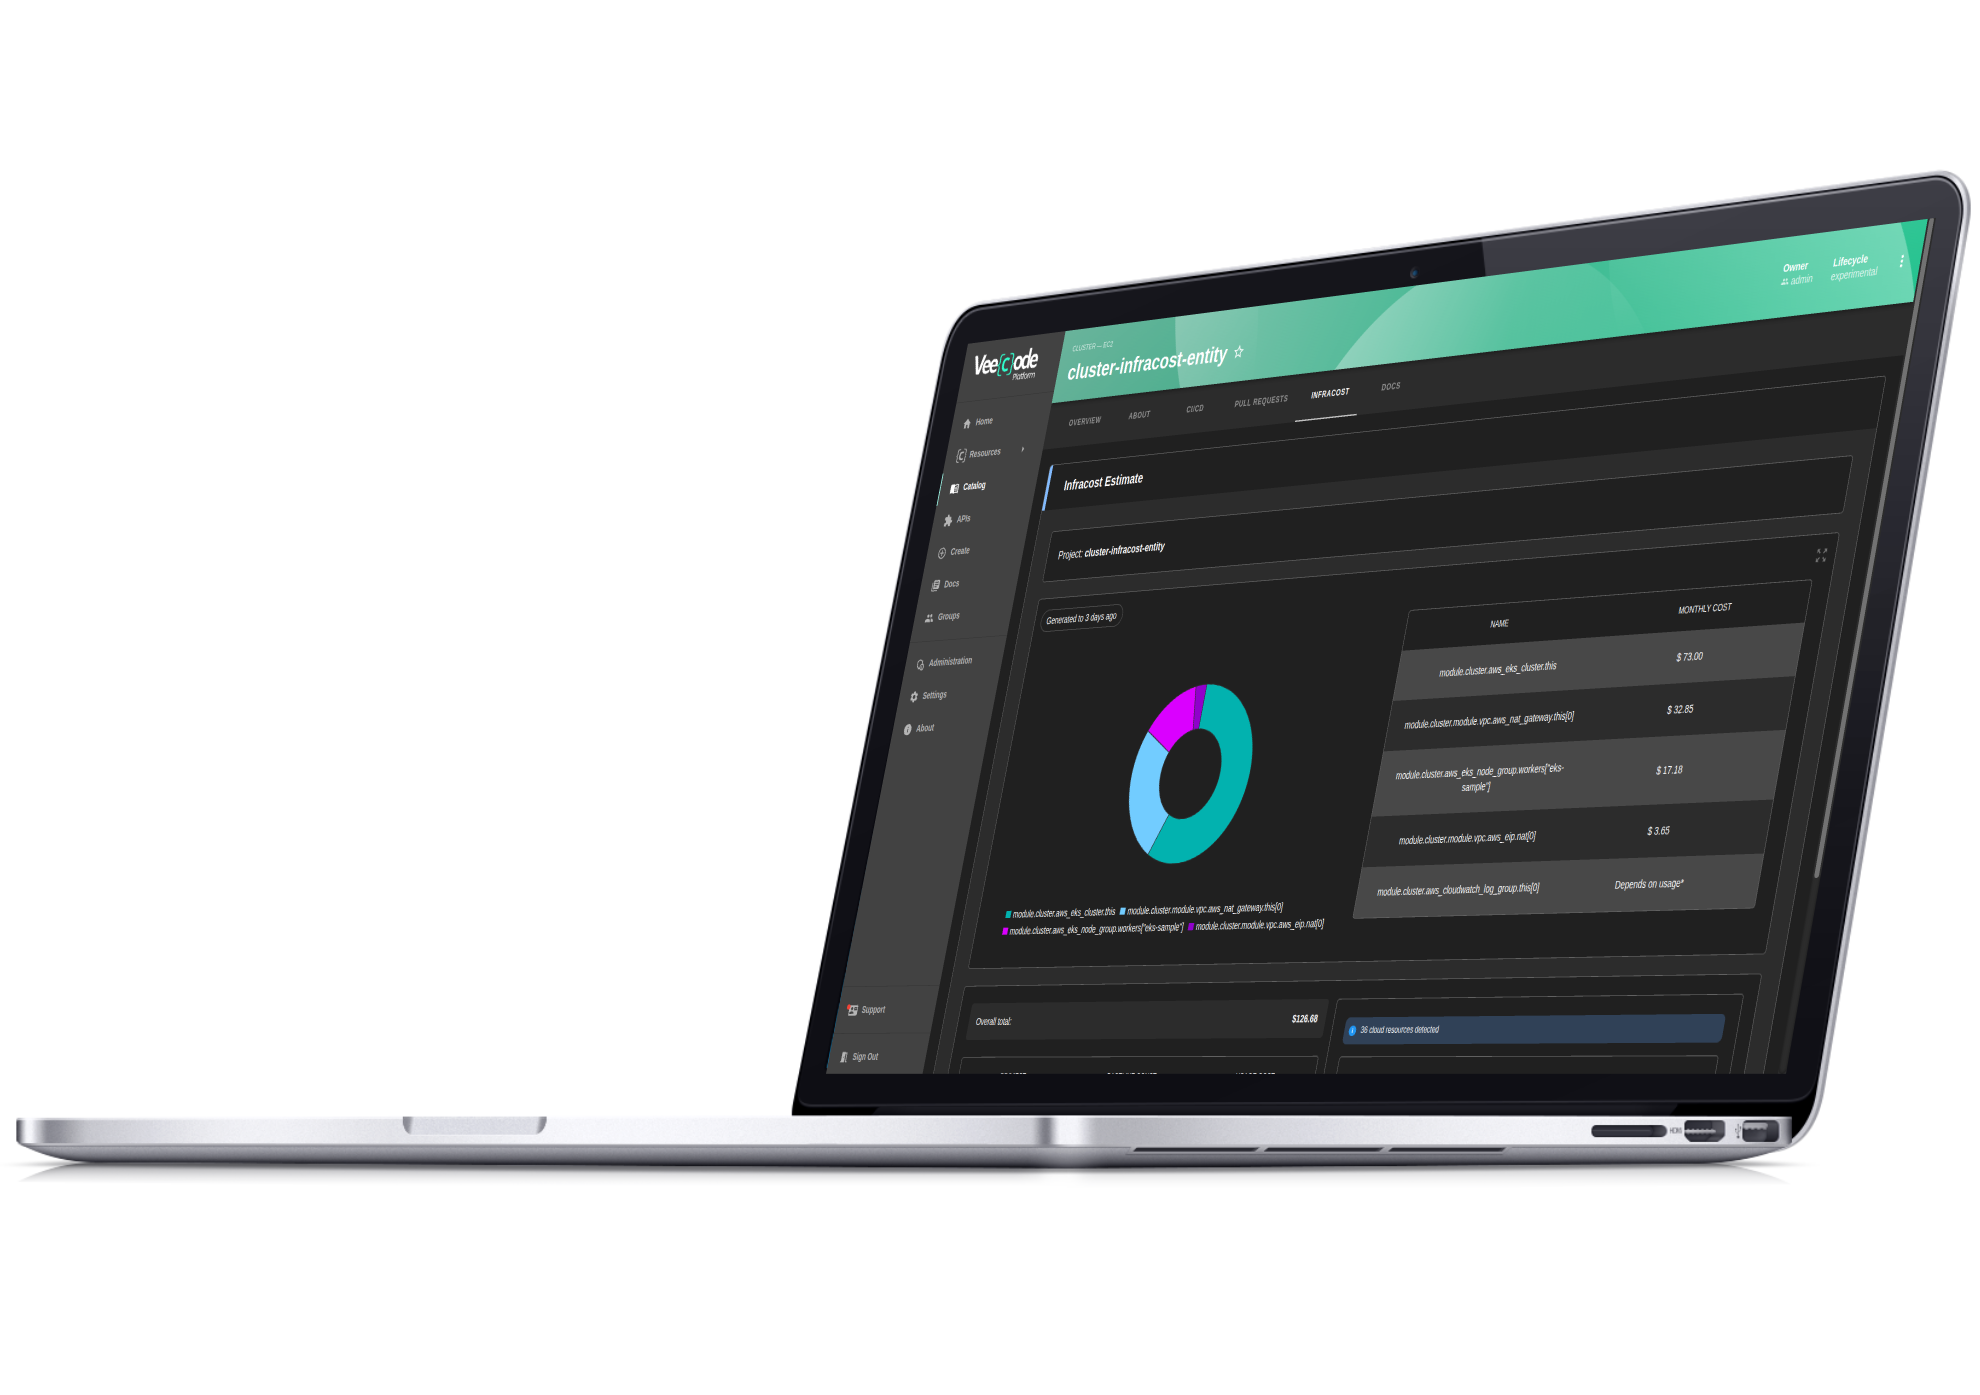 Vee{C}ode
Platform
Home
Resources
Catalog
APIs
Create
Docs
Groups
Administration
Settings
About
Support
Sign Out
CLUSTER — EC2
cluster-infracost-entity
Owner
admin
Lifecycle
experimental
OVERVIEW
ABOUT
CI/CD
PULL REQUESTS
INFRACOST
DOCS
Infracost Estimate
Project: cluster-infracost-entity
Generated to 3 days ago
NAME MONTHLY COST
module.cluster.aws_eks_cluster.this $ 73.00
module.cluster.module.vpc.aws_nat_gateway.this[0] $ 32.85
module.cluster.aws_eks_node_group.workers["eks-
sample"] $ 17.18
module.cluster.module.vpc.aws_eip.nat[0] $ 3.65
module.cluster.aws_cloudwatch_log_group.this[0] Depends on usage*
module.cluster.aws_eks_cluster.this module.cluster.module.vpc.aws_nat_gateway.this[0]
module.cluster.aws_eks_node_group.workers["eks-sample"] module.cluster.module.vpc.aws_eip.nat[0]
Overall total: $126.68
36 cloud resources detected
HDMI